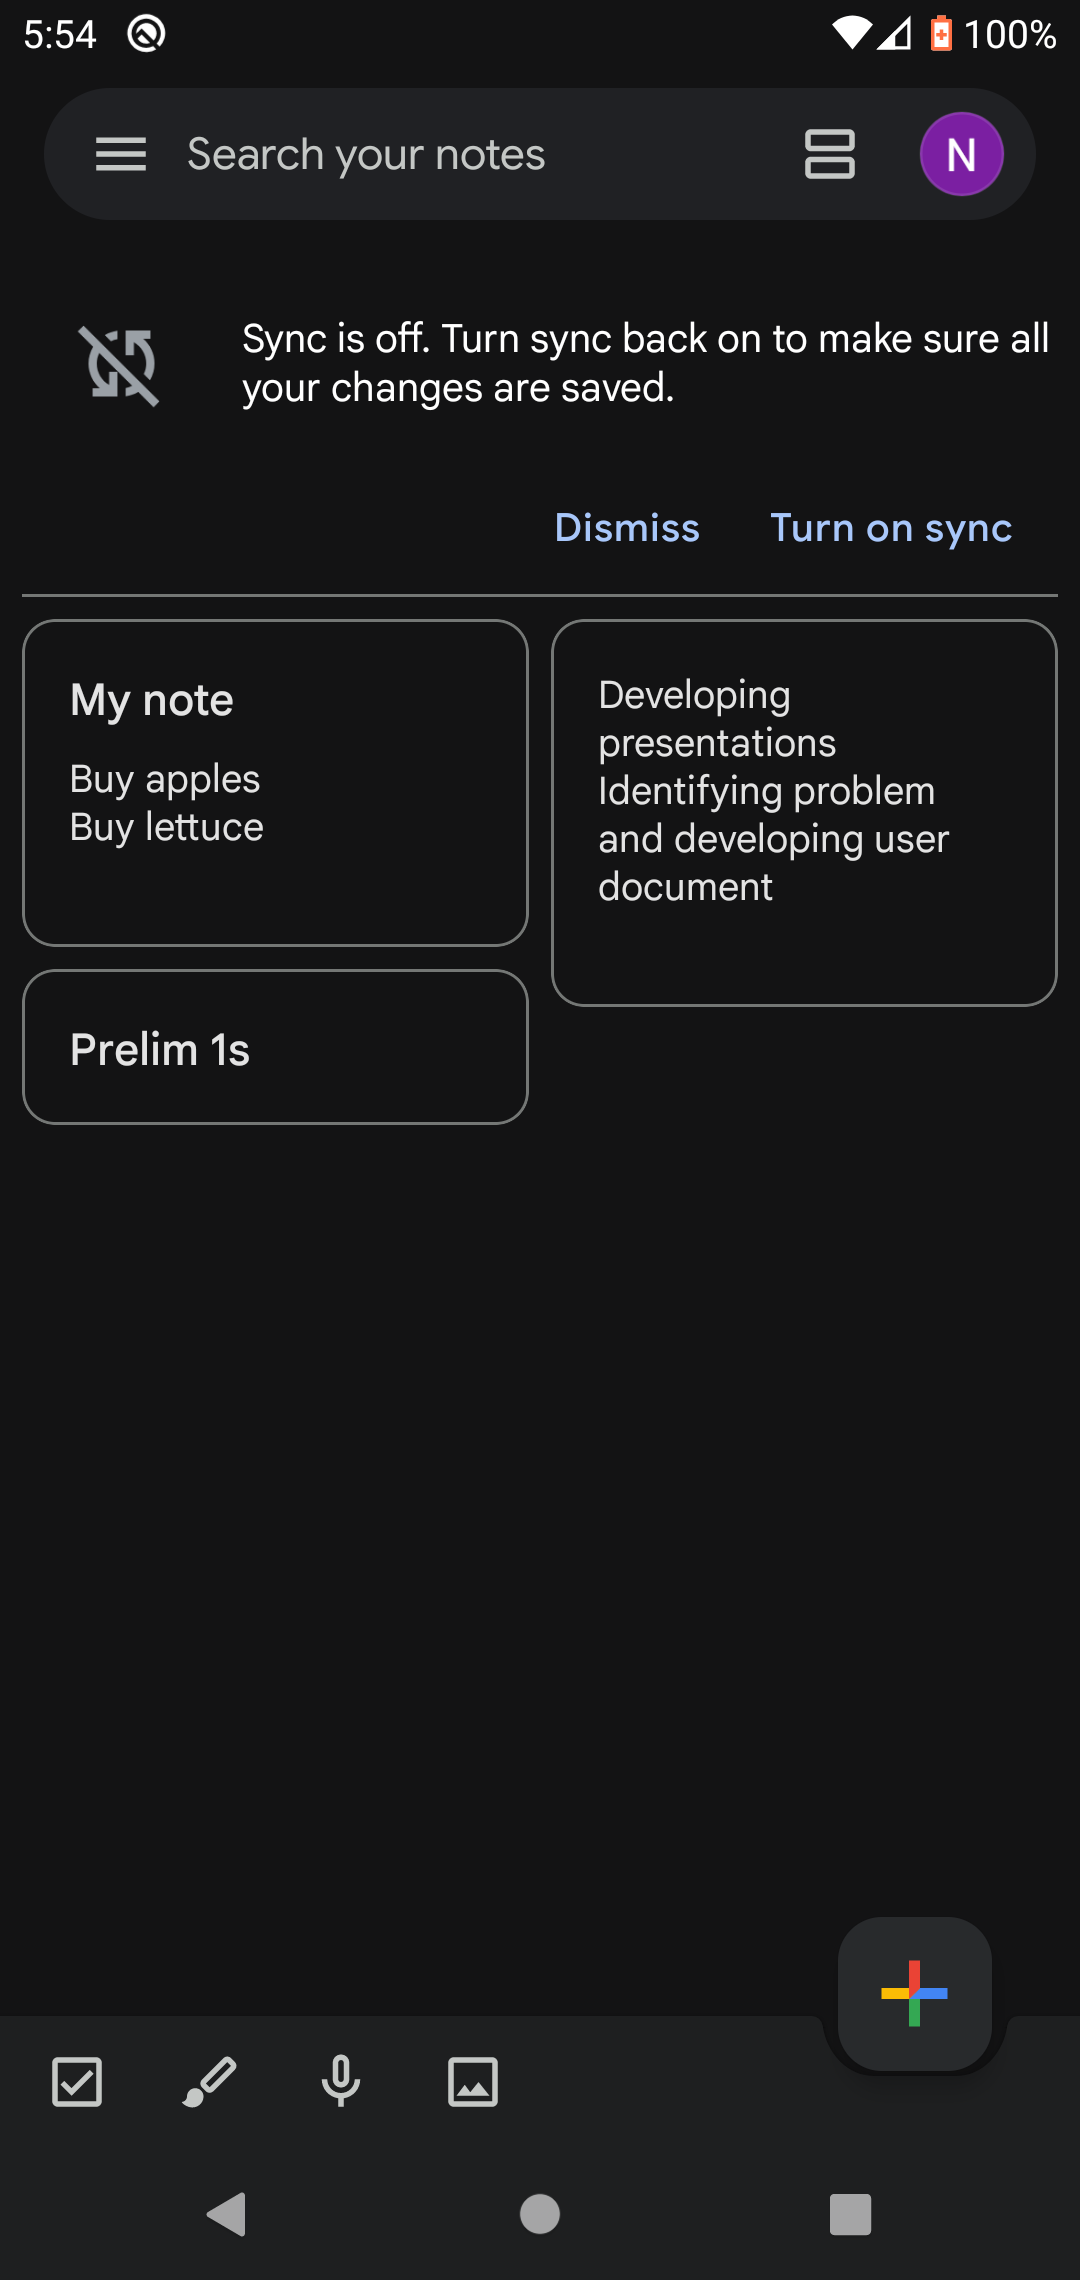 5:54
100%
Search your notes
N
Sync is off. Turn sync back on to make sure all
your changes are saved.
Dismiss
Turn on sync
My note
Buy apples
Buy lettuce
Developing
presentations
Identifying problem
and developing user
document
Prelim 1s